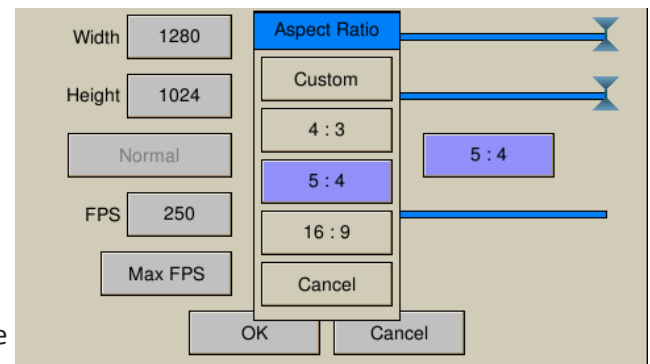 Width 1280 Aspect Ratio
Custom
Height 1024
4 : 3
Normal 5 : 4
5 : 4
FPS 250
16 : 9
Max FPS Cancel
e OK Cancel